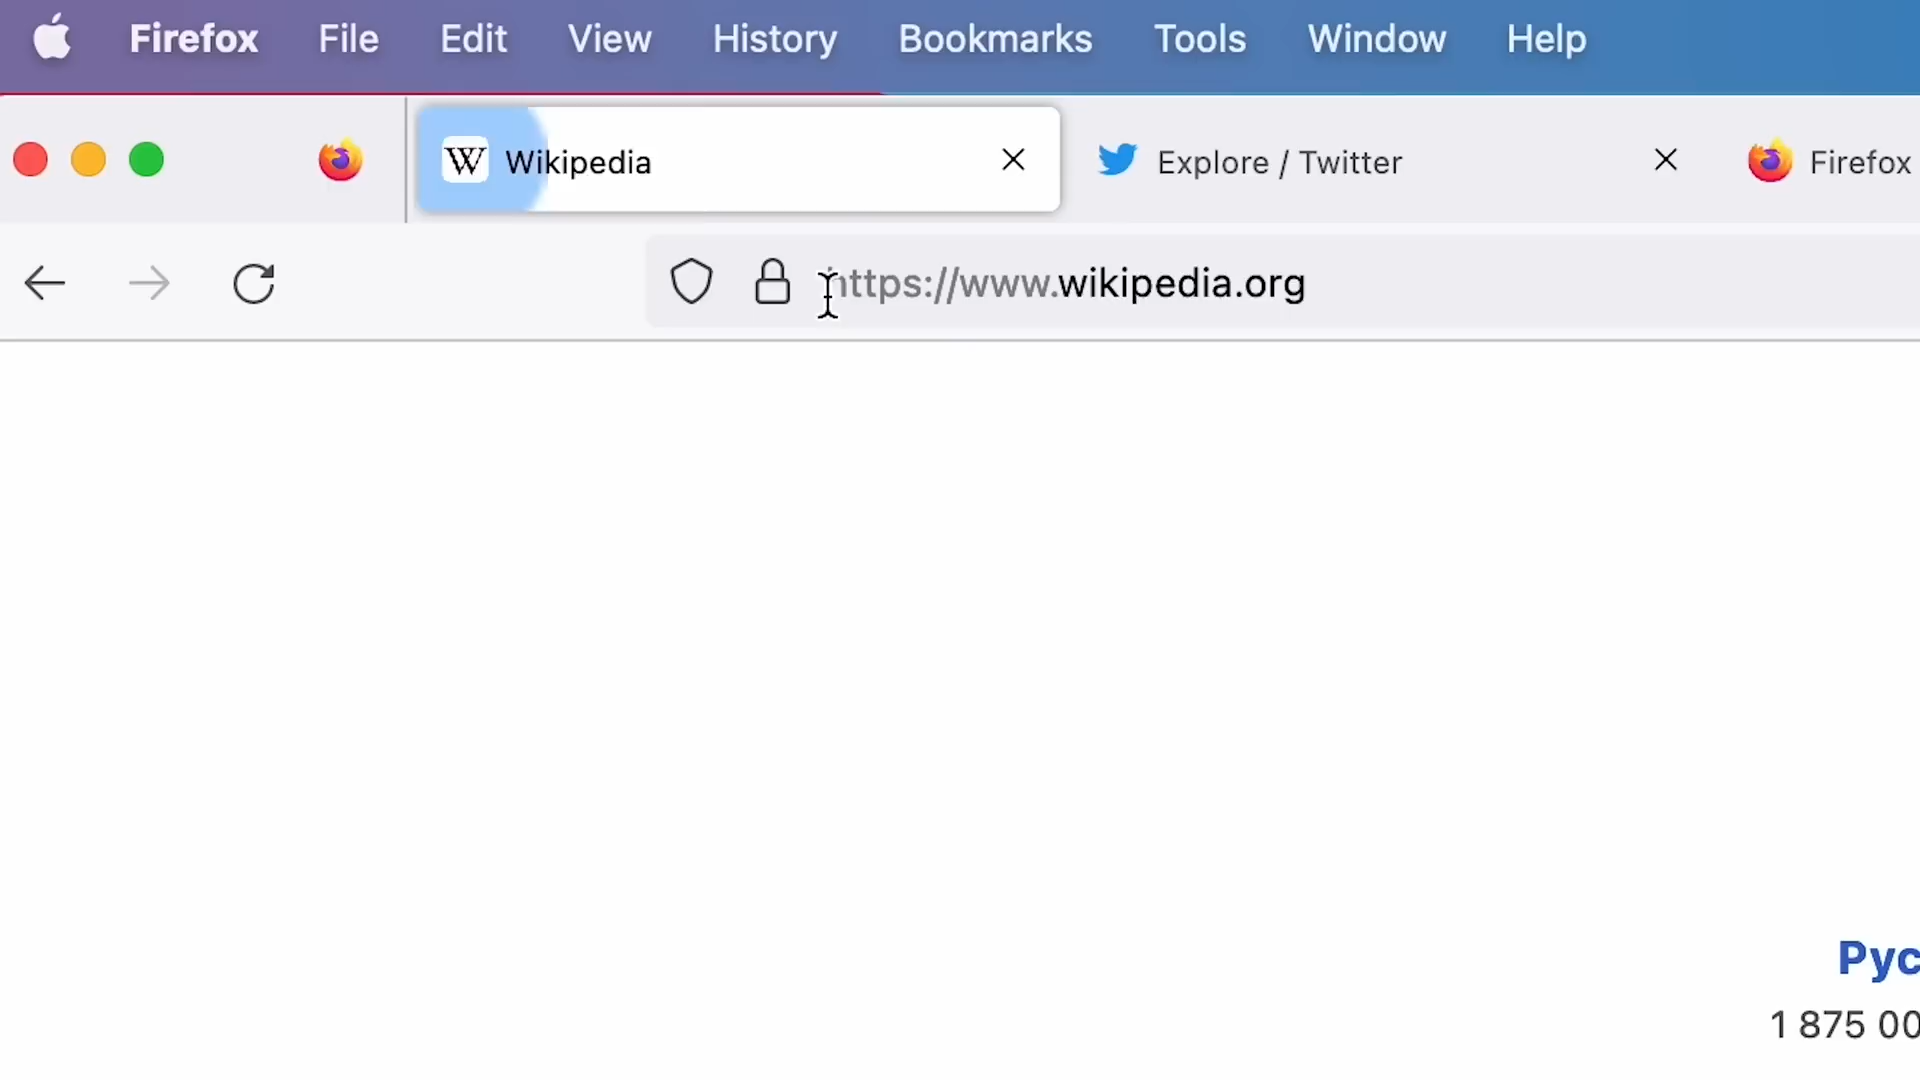 Firefox File Edit View History Bookmarks Tools Window Help
W Wikipedia Explore / Twitter Firefox
https://www.wikipedia.org
Рус
1 875 00